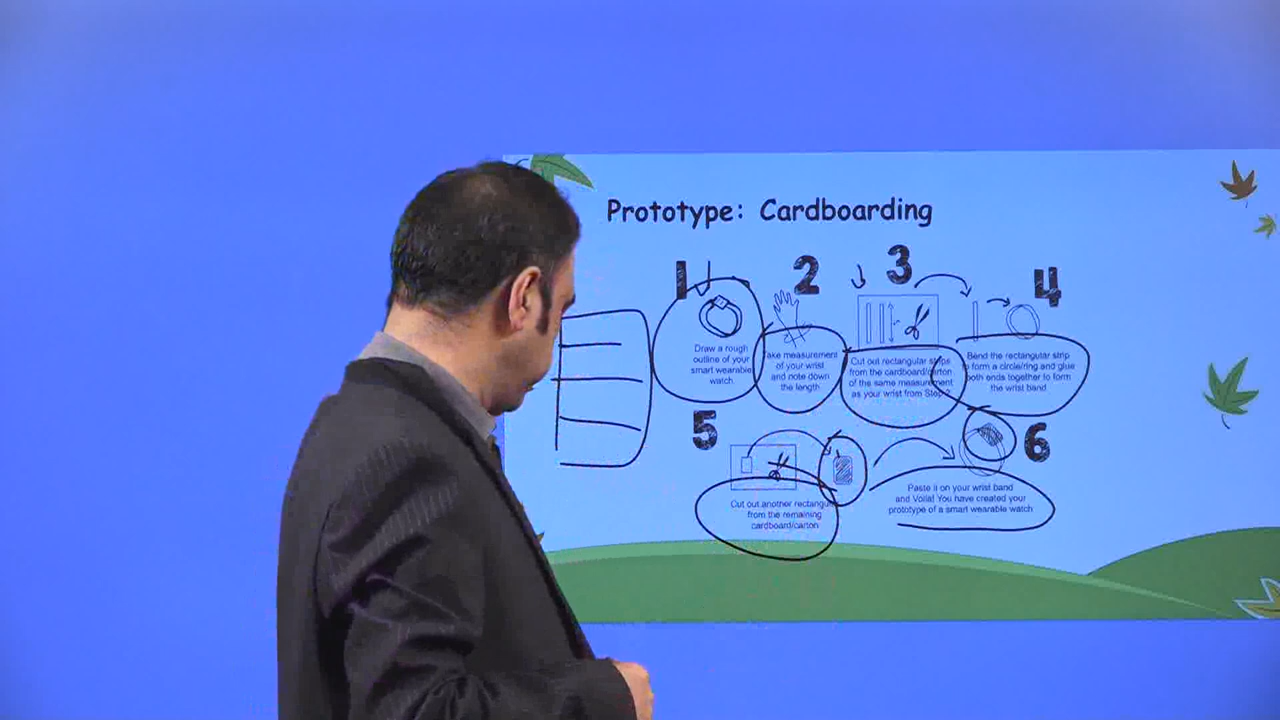 Prototype: Cardboarding
1
2
3
4
Draw a rough
outline of your
smart wearable
watch.
Take measurement
of your wrist
and note down
the length
Cut out rectangular strips
from the cardboard/carton
of the same measurement
as your wrist from Step 2
Bend the rectangular strip
to form a circle/ring and glue
both ends together to form
the wrist band
5
6
Cut out another rectangle
from the remaining
cardboard/carton
Paste it on your wrist band
and Voila! You have created your
prototype of a smart wearable watch